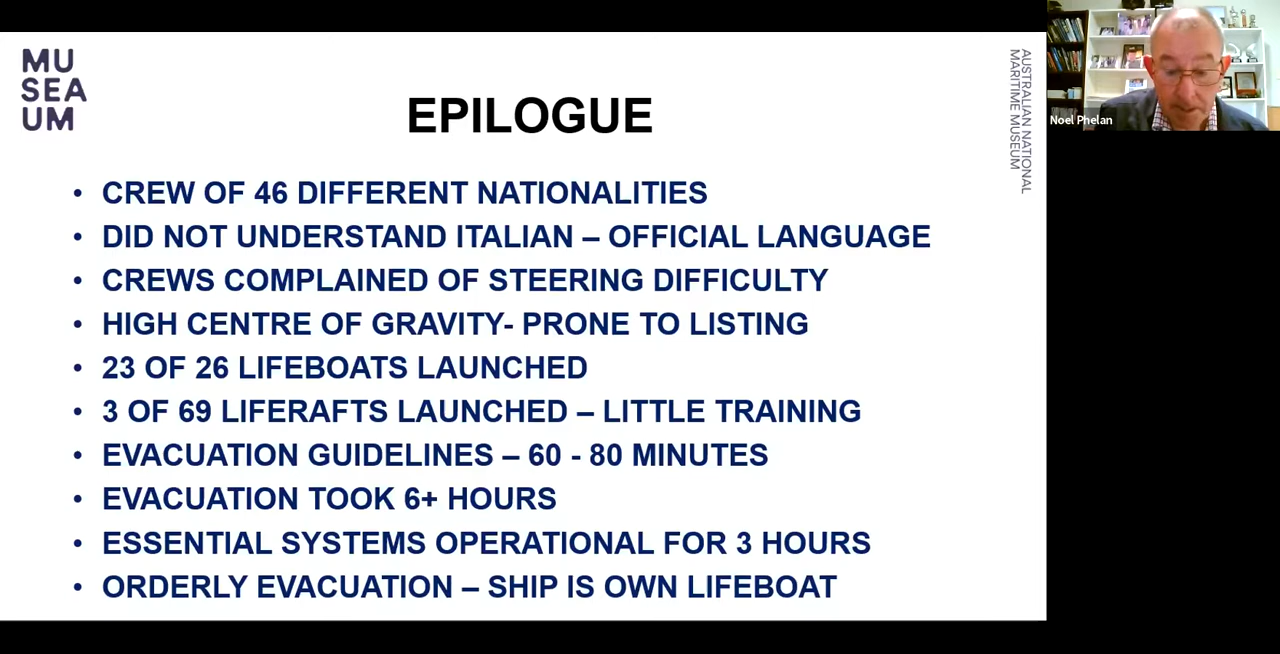 MU
SEA
UM
AUSTRALIAN NATIONAL
MARITIME MUSEUM
EPILOGUE
• CREW OF 46 DIFFERENT NATIONALITIES
• DID NOT UNDERSTAND ITALIAN – OFFICIAL LANGUAGE
• CREWS COMPLAINED OF STEERING DIFFICULTY
• HIGH CENTRE OF GRAVITY- PRONE TO LISTING
• 23 OF 26 LIFEBOATS LAUNCHED
• 3 OF 69 LIFERAFTS LAUNCHED – LITTLE TRAINING
• EVACUATION GUIDELINES – 60 - 80 MINUTES
• EVACUATION TOOK 6+ HOURS
• ESSENTIAL SYSTEMS OPERATIONAL FOR 3 HOURS
• ORDERLY EVACUATION – SHIP IS OWN LIFEBOAT
Noel Phelan